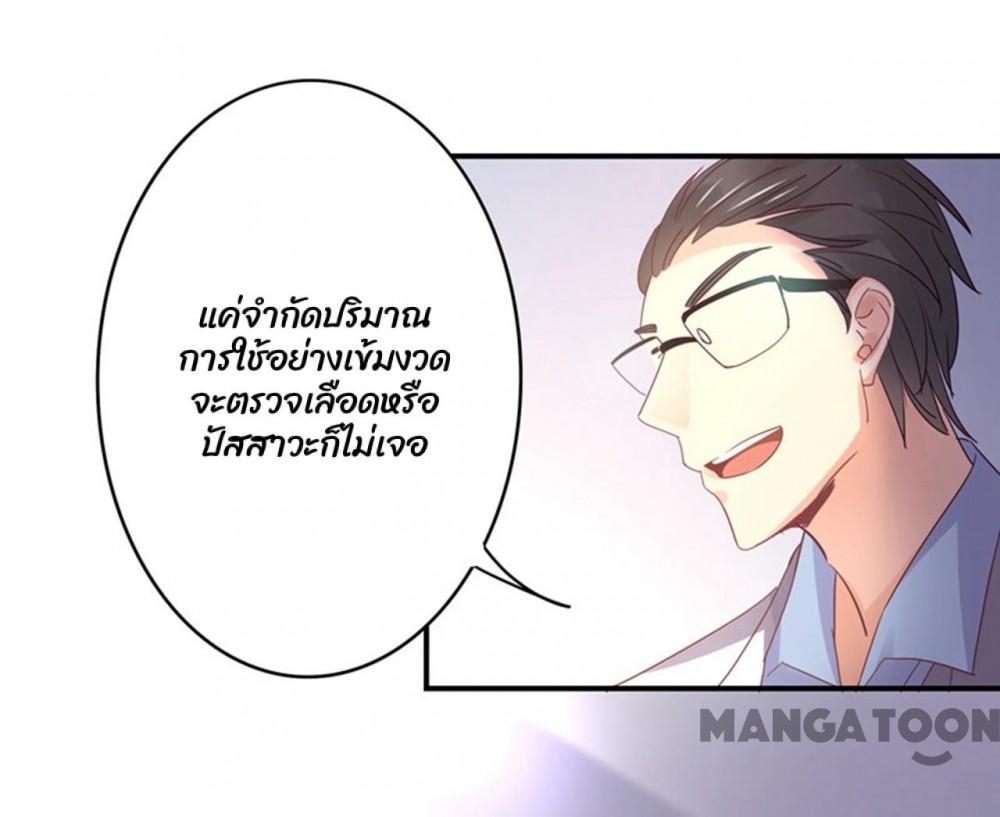 แค่จำกัดปริมาณ
การใช้อย่างเข้มงวด
จะตรวจเลือดหรือ
ปัสสาวะก็ไม่เจอ
MANGATOON